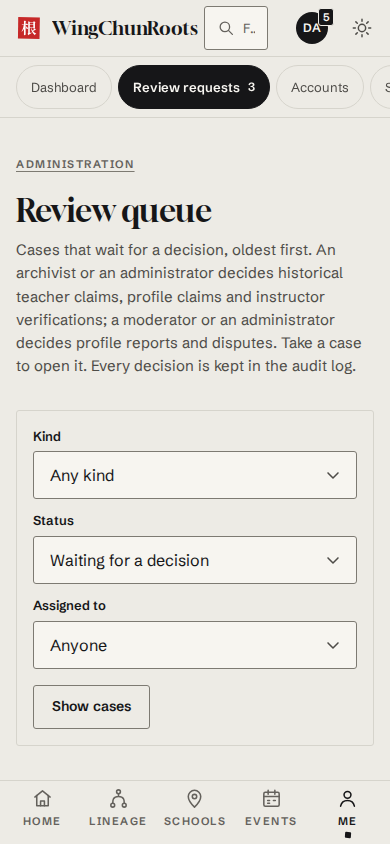 根 WingChunRoots F.. DA 5
Dashboard Review requests 3 Accounts S
ADMINISTRATION
Review queue
Cases that wait for a decision, oldest first. An
archivist or an administrator decides historical
teacher claims, profile claims and instructor
verifications; a moderator or an administrator
decides profile reports and disputes. Take a case
to open it. Every decision is kept in the audit log.
Kind
Any kind
Status
Waiting for a decision
Assigned to
Anyone
Show cases
HOME LINEAGE SCHOOLS EVENTS ME